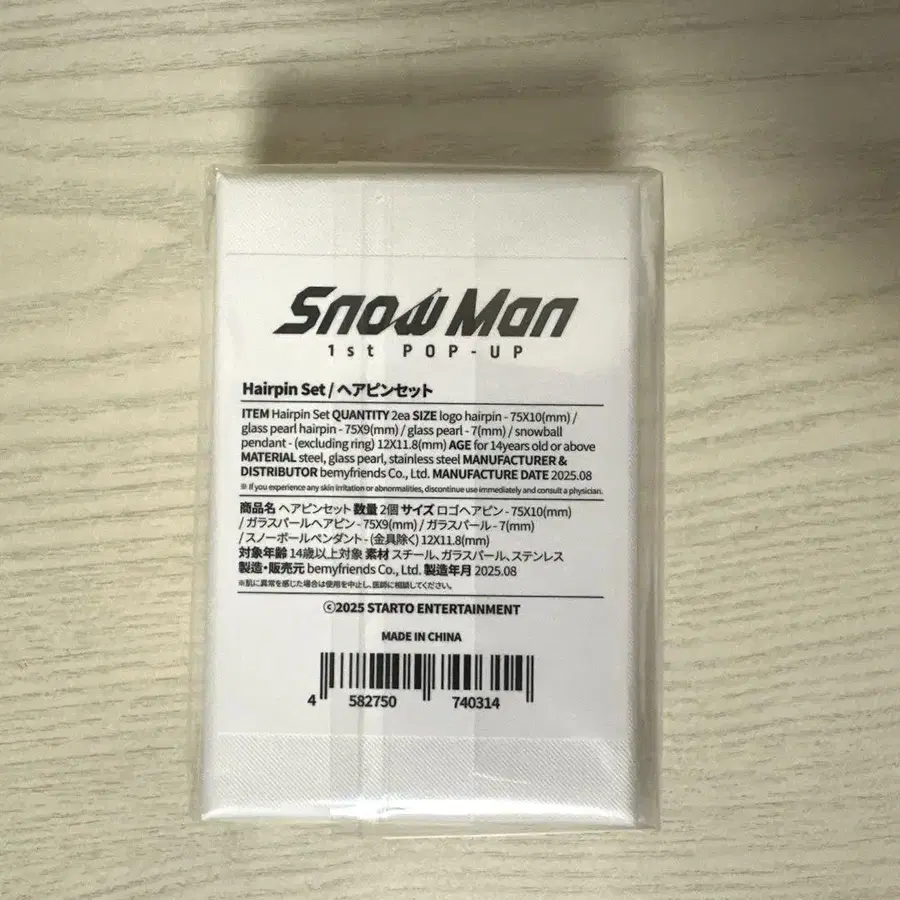 Snow Man
1st POP-UP
Hairpin Set / ヘアピンセット
ITEM Hairpin Set QUANTITY 2ea SIZE logo hairpin - 75X10(mm) /
glass pearl hairpin - 75X9(mm) / glass pearl - 7(mm) / snowball
pendant - (excluding ring) 12X11.8(mm) AGE for 14years old or above
MATERIAL steel, glass pearl, stainless steel MANUFACTURER &
DISTRIBUTOR bemyfriends Co., Ltd. MANUFACTURE DATE 2025.08
※ If you experience any skin irritation or abnormalities, discontinue use immediately and consult a physician.
商品名 ヘアピンセット 数量 2個 サイズ ロゴヘアピン - 75X10(mm)
/ ガラスパールヘアピン - 75X9(mm) / ガラスパール - 7(mm)
/ スノーボールペンダント - (金具除く) 12X11.8(mm)
対象年齢 14歳以上対象 素材 スチール、ガラスパール、ステンレス
製造・販売元 bemyfriends Co., Ltd. 製造年月 2025.08
※肌に異常を感じた場合は使用を中止し、医師に相談してください。
©2025 STARTO ENTERTAINMENT
MADE IN CHINA
4 582750 740314